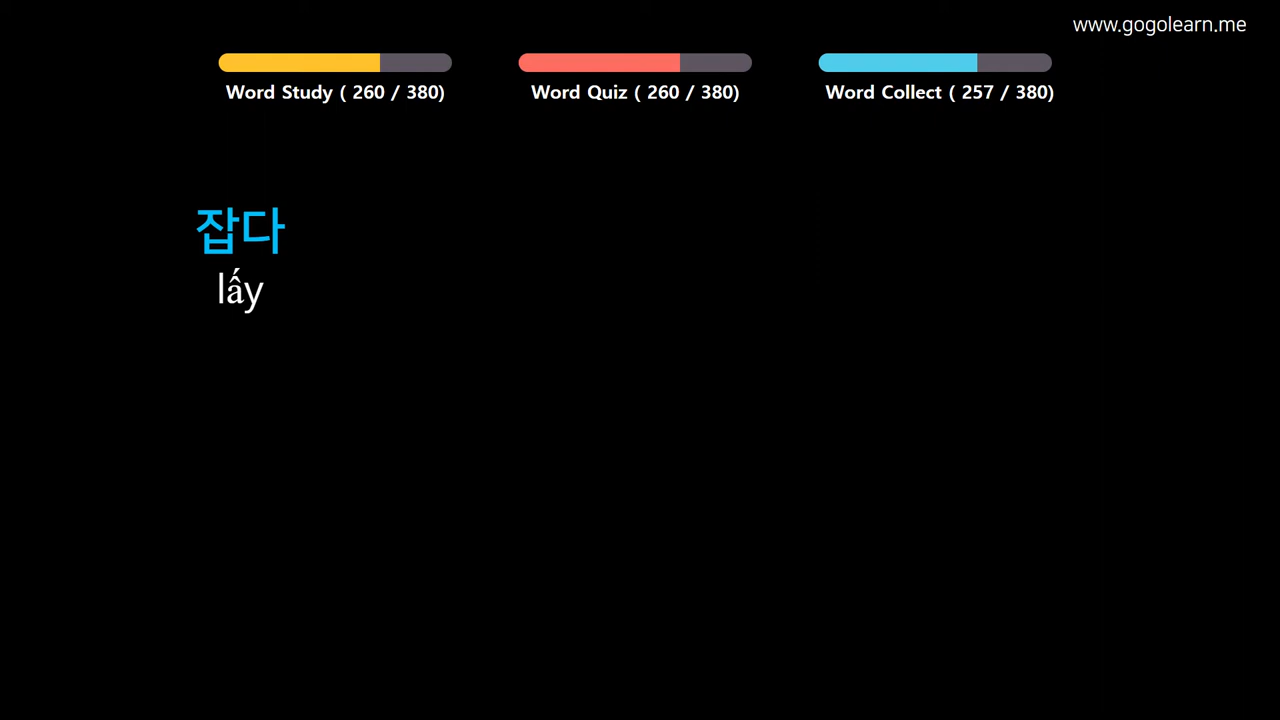 www.gogolearn.me
Word Study ( 260 / 380)
Word Quiz ( 260 / 380)
Word Collect ( 257 / 380)
잡다
lấy